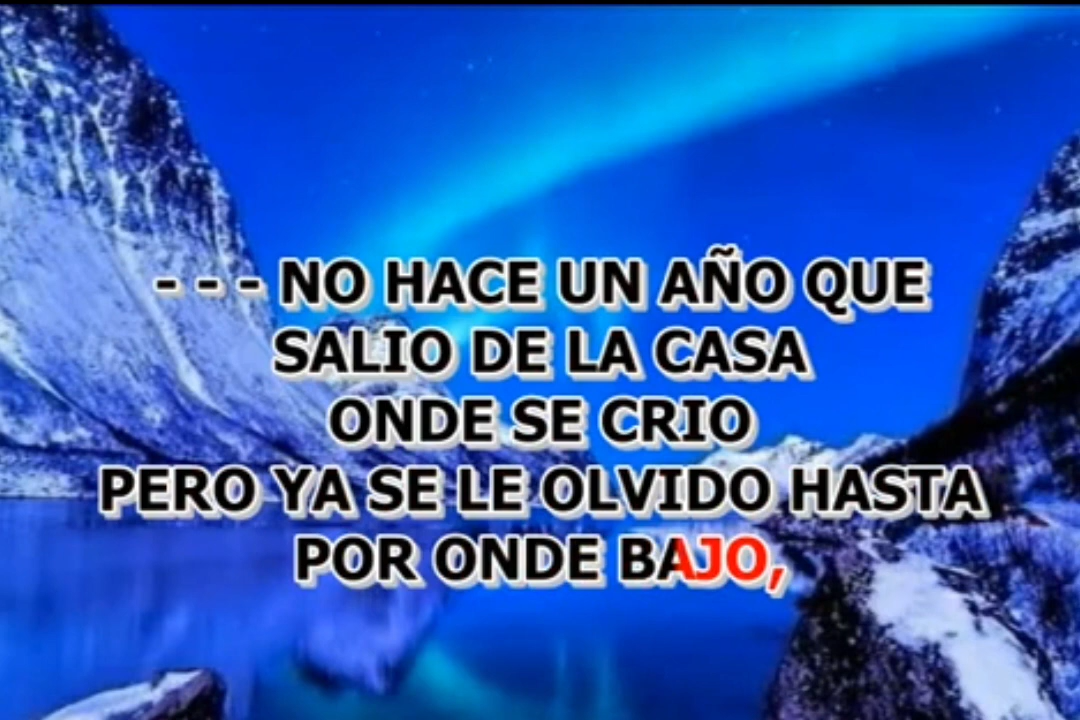 - - - NO HACE UN AÑO QUE
SALIO DE LA CASA
ONDE SE CRIO
PERO YA SE LE OLVIDO HASTA
POR ONDE BAJO,